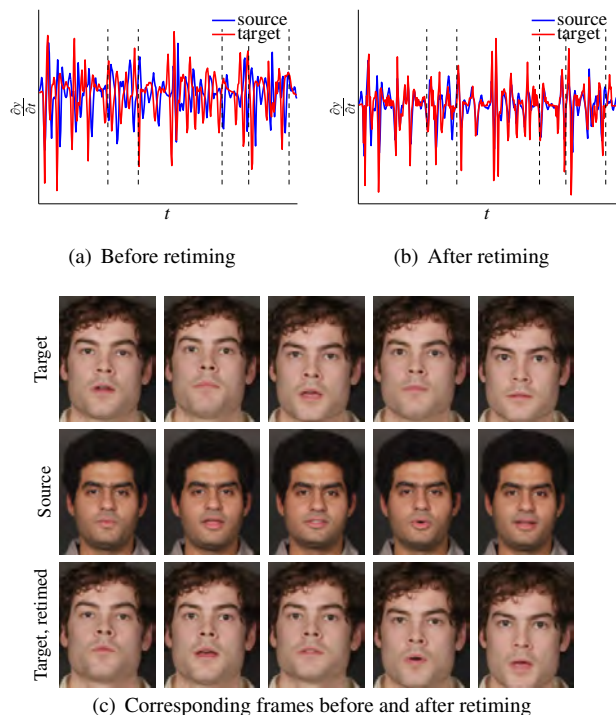 source
target
∂y
∂t
t
(a) Before retiming
source
target
∂y
∂t
t
(b) After retiming
Target
Source
Target, retimed
(c) Corresponding frames before and after retiming